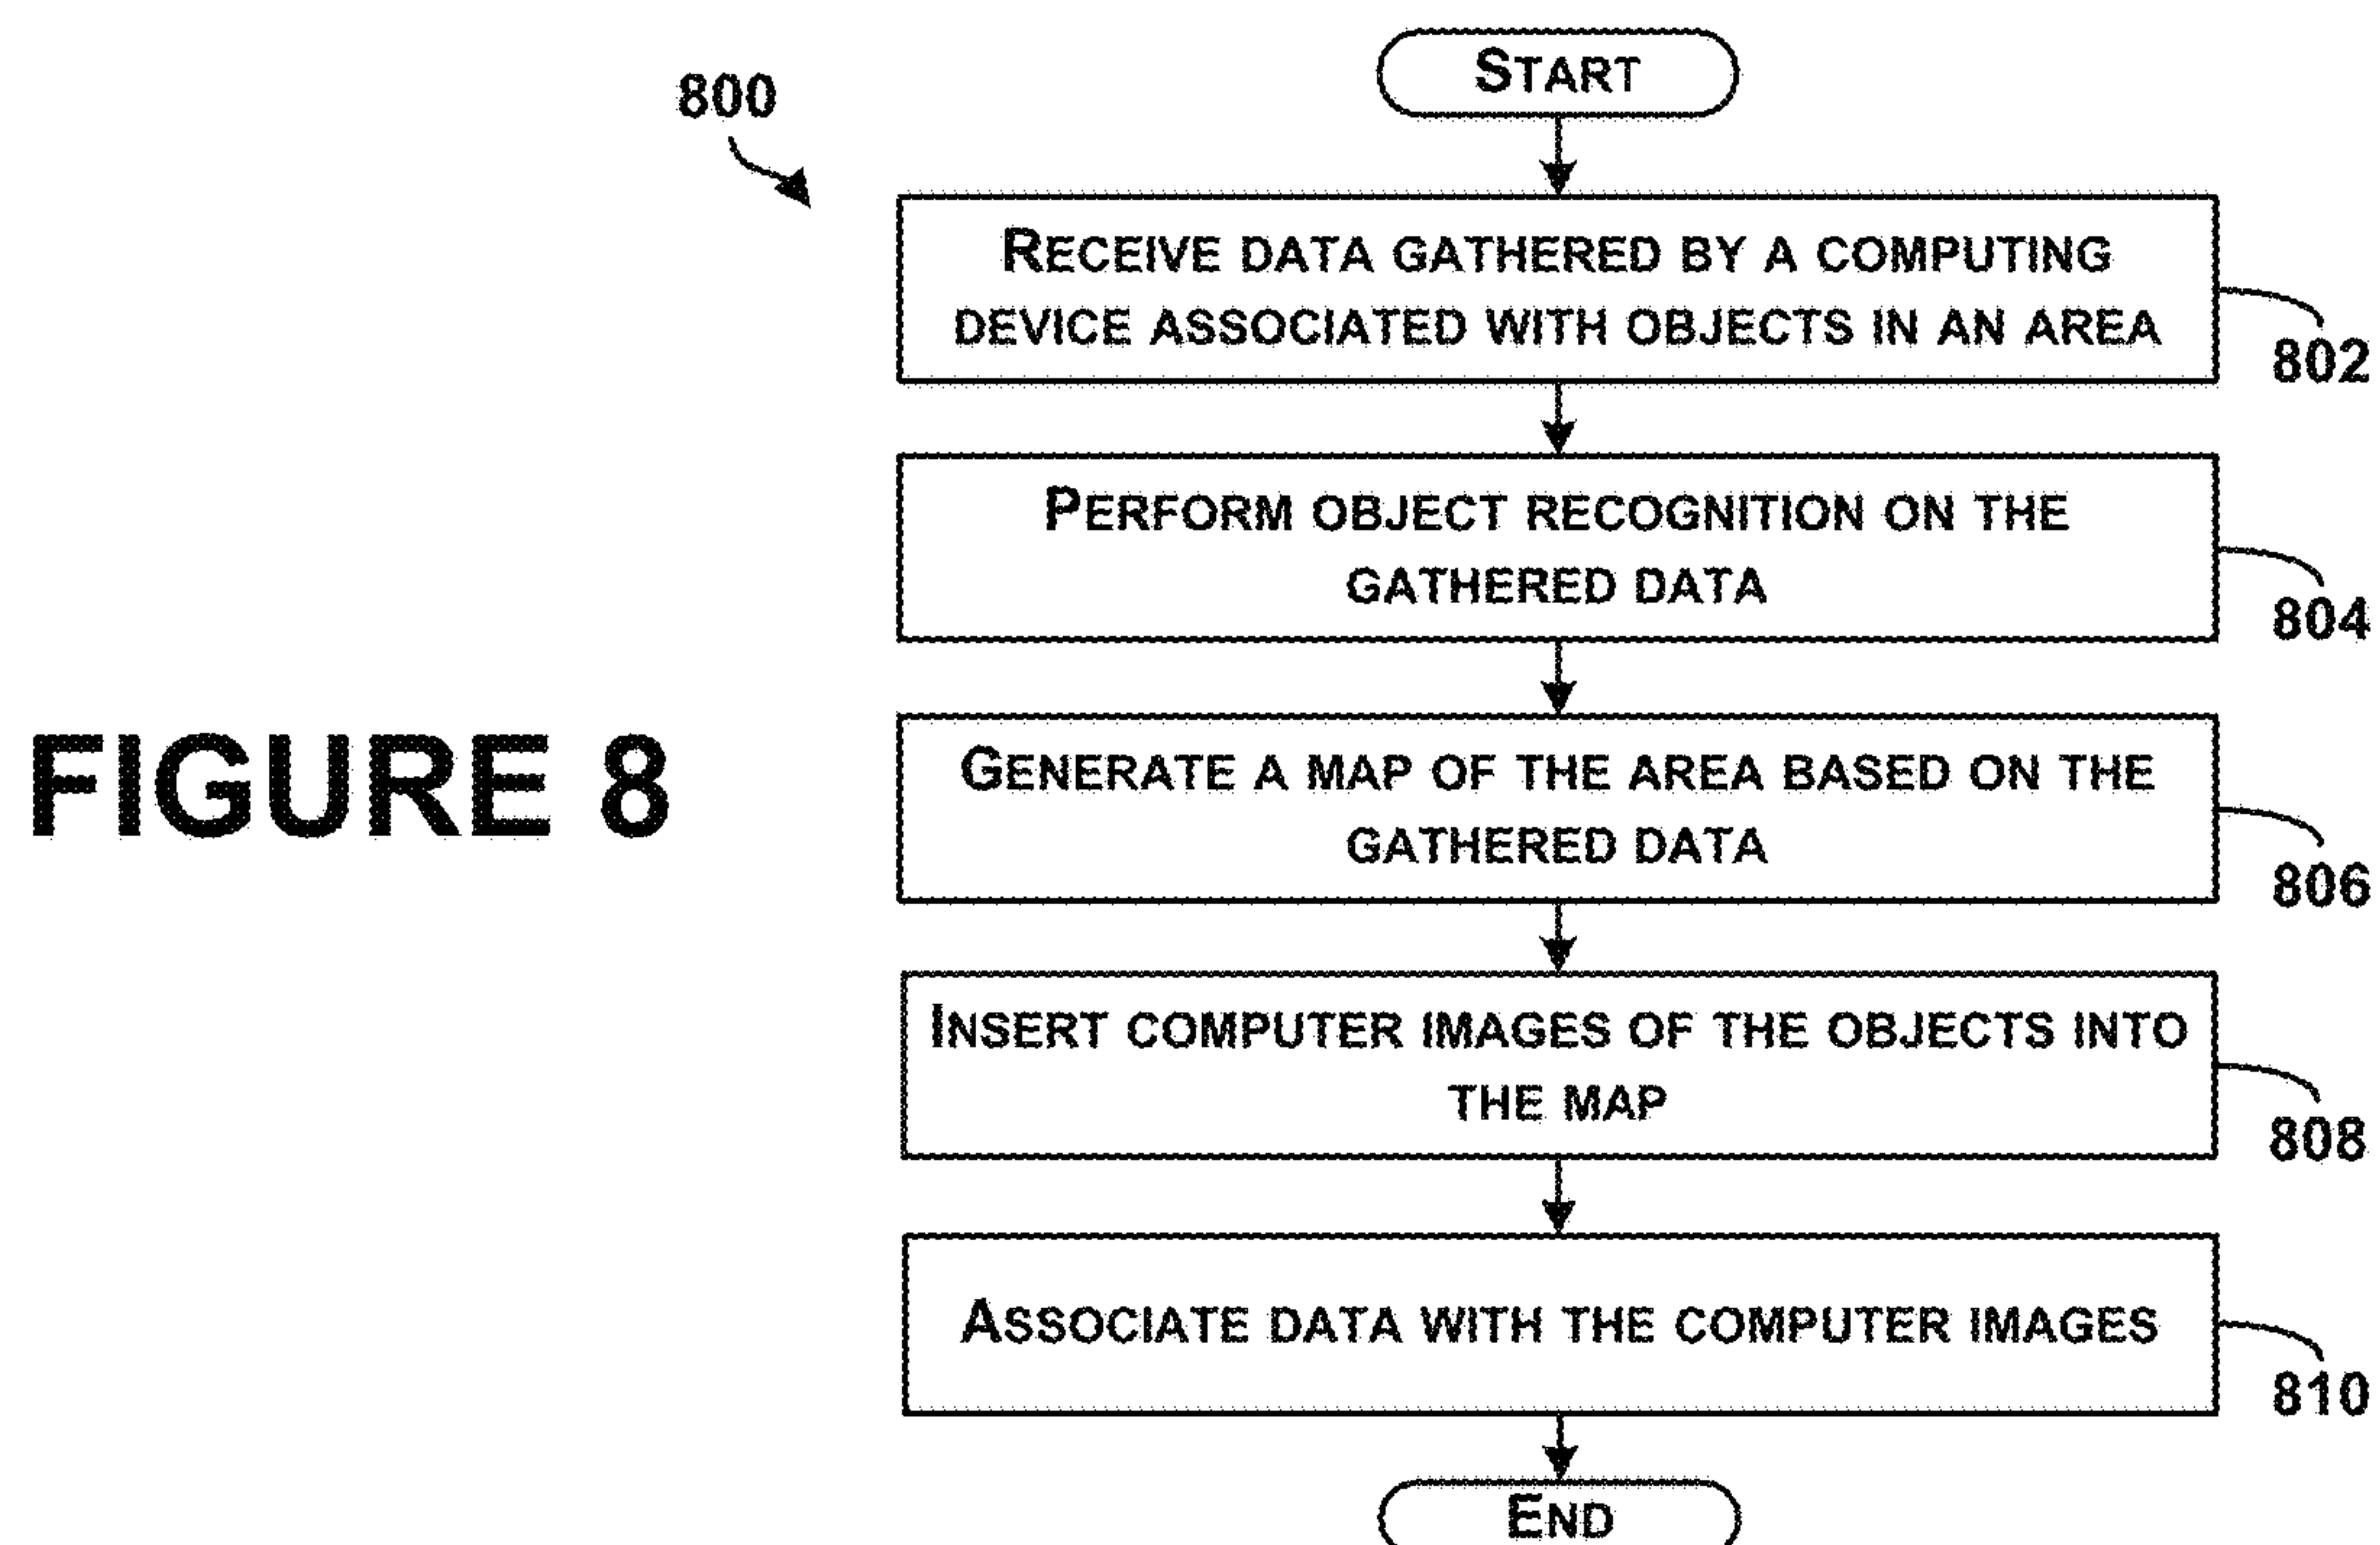 START
800
RECEIVE DATA GATHERED BY A COMPUTING
DEVICE ASSOCIATED WITH OBJECTS IN AN AREA
802
PERFORM OBJECT RECOGNITION ON THE
GATHERED DATA
804
FIGURE 8
GENERATE A MAP OF THE AREA BASED ON THE
GATHERED DATA
806
INSERT COMPUTER IMAGES OF THE OBJECTS INTO
THE MAP
808
ASSOCIATE DATA WITH THE COMPUTER IMAGES
810
END